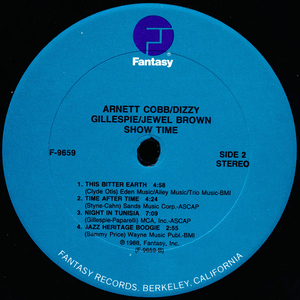 Fantasy
ARNETT COBB/DIZZY
GILLESPIE/JEWEL BROWN
SHOW TIME
F-9659
SIDE 2
STEREO
1. THIS BITTER EARTH 4:58
(Clyde Otis) Eden Music/Alley Music/Trio Music-BMI
2. TIME AFTER TIME 4:24
(Styne-Cahn) Sands Music Corp.-ASCAP
3. NIGHT IN TUNISIA 7:09
(Gillespie-Paparelli) MCA, Inc.-ASCAP
4. JAZZ HERITAGE BOOGIE 2:55
(Sammy Price) Wayne Music Publ.-BMI
℗ 1988, Fantasy, Inc.
(F 9659 B)
FANTASY RECORDS, BERKELEY, CALIFORNIA